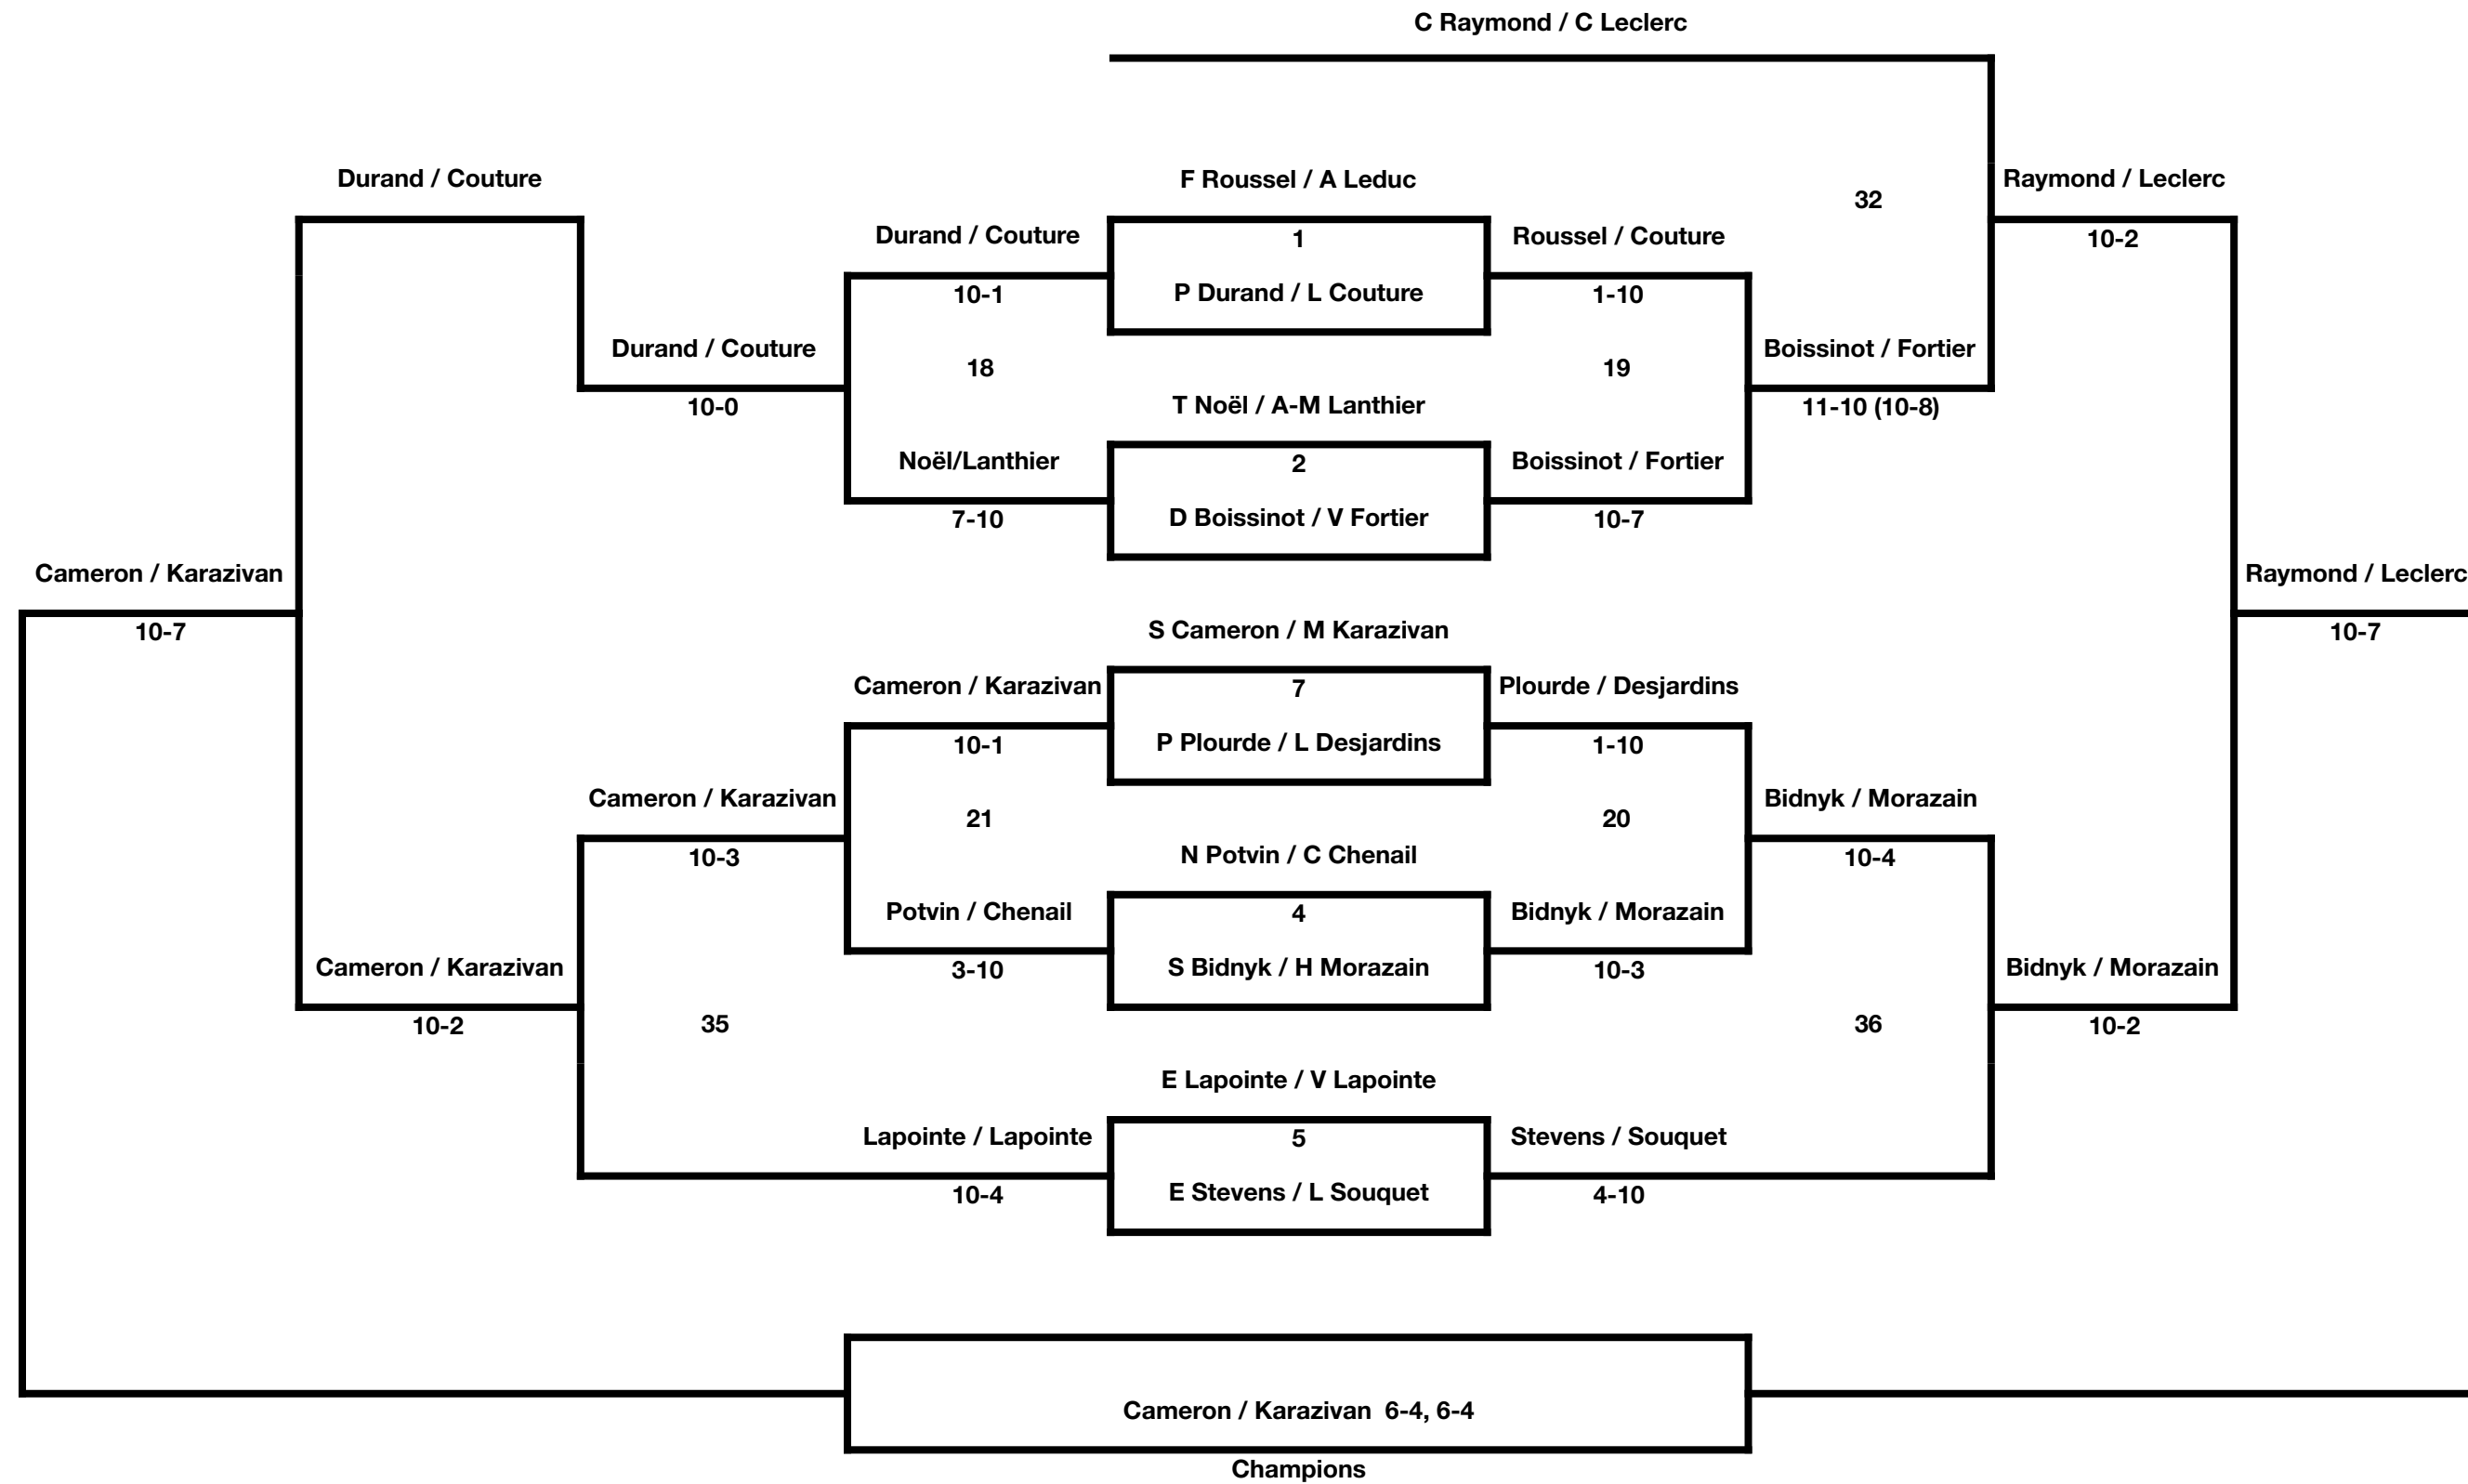 C Raymond / C Leclerc
Durand / Couture
F Roussel / A Leduc
Raymond / Leclerc
32
Durand / Couture
1
Roussel / Couture
10-2
10-1
P Durand / L Couture
1-10
Durand / Couture
18
19
Boissinot / Fortier
10-0
T Noël / A-M Lanthier
11-10 (10-8)
Noël/Lanthier
2
Boissinot / Fortier
7-10
D Boissinot / V Fortier
10-7
Cameron / Karazivan
Raymond / Leclerc
10-7
S Cameron / M Karazivan
10-7
Cameron / Karazivan
7
Plourde / Desjardins
10-1
P Plourde / L Desjardins
1-10
Cameron / Karazivan
21
20
Bidnyk / Morazain
10-3
N Potvin / C Chenail
10-4
Potvin / Chenail
4
Bidnyk / Morazain
Cameron / Karazivan
3-10
S Bidnyk / H Morazain
10-3
Bidnyk / Morazain
10-2
35
36
10-2
E Lapointe / V Lapointe
Lapointe / Lapointe
5
Stevens / Souquet
10-4
E Stevens / L Souquet
4-10
Cameron / Karazivan 6-4, 6-4
Champions